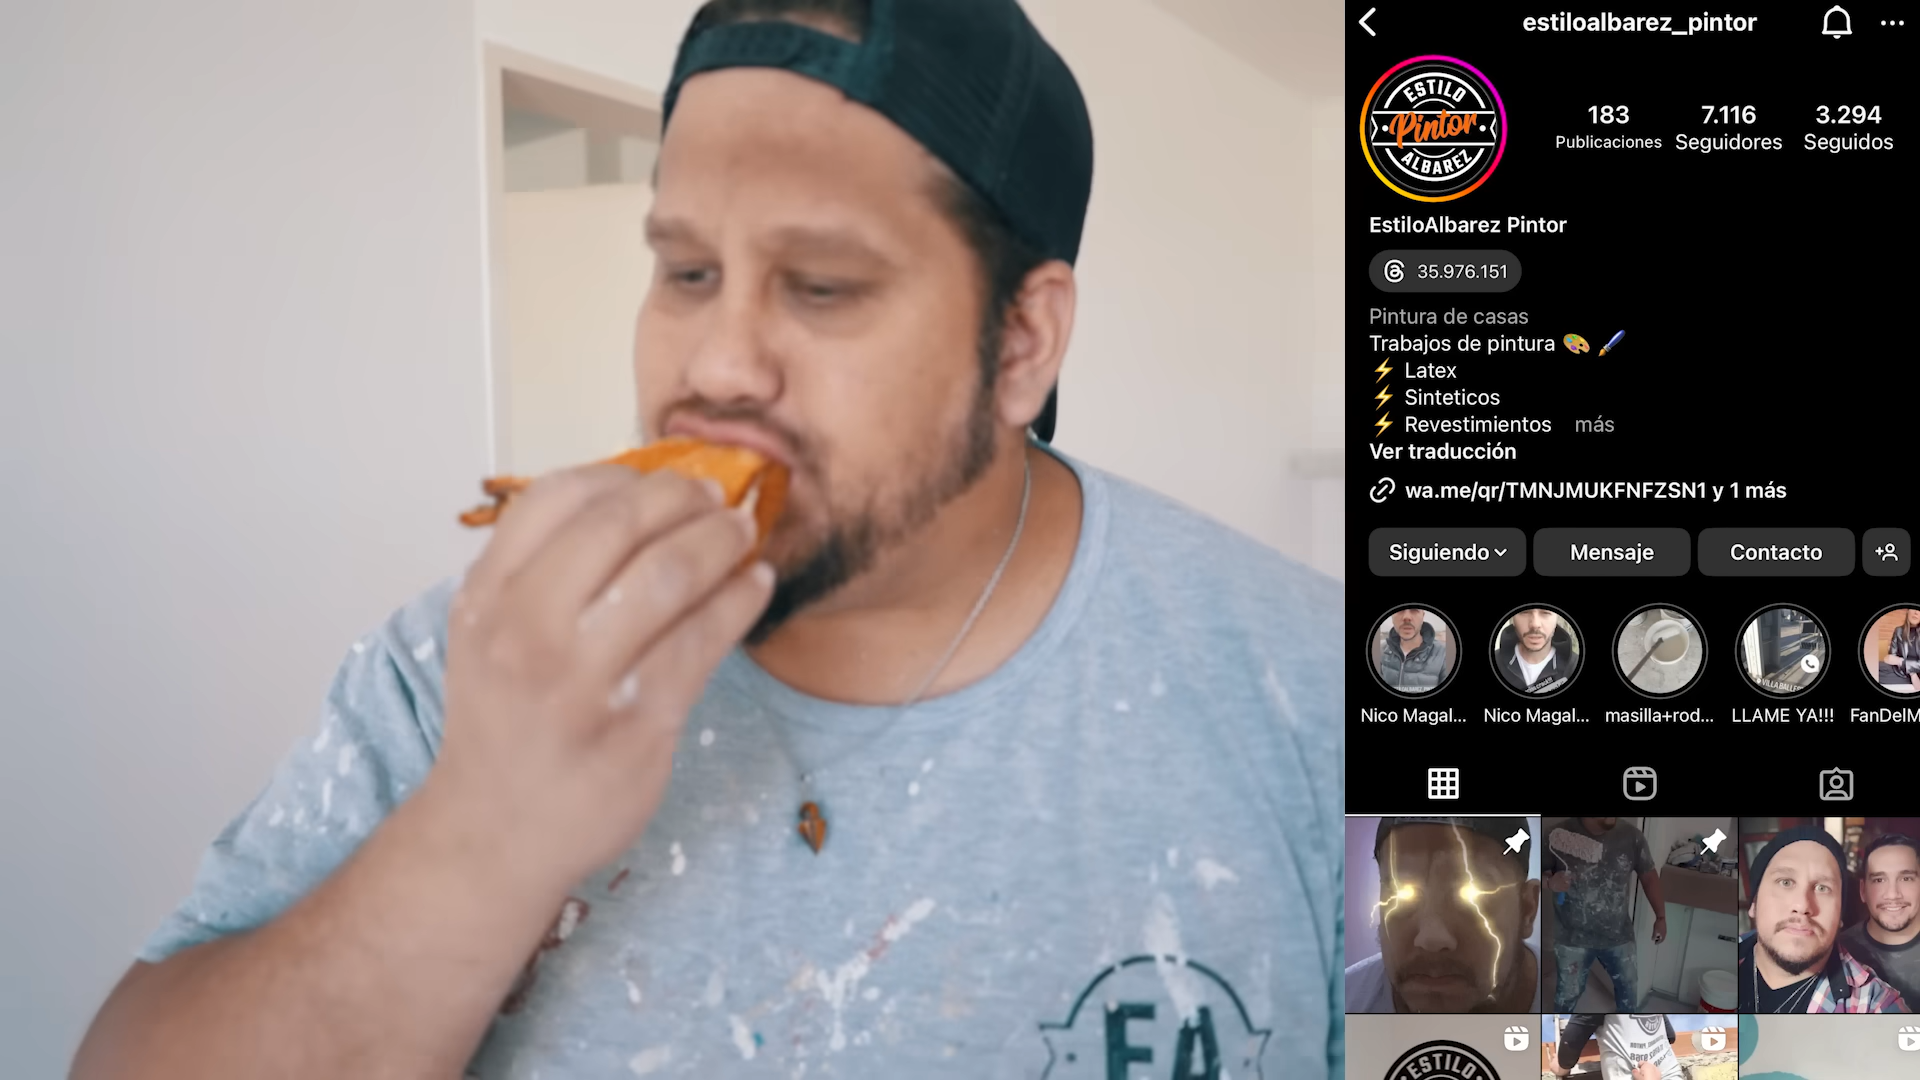 EA
estiloalbarez_pintor
ESTILO
Pintor
ALBAREZ
183
Publicaciones
7.116
Seguidores
3.294
Seguidos
EstiloAlbarez Pintor
35.976.151
Pintura de casas
Trabajos de pintura 🎨 🖌️
⚡ Latex
⚡ Sinteticos
⚡ Revestimientos más
Ver traducción
wa.me/qr/TMNJMUKFNFZSN1 y 1 más
Siguiendo
Mensaje
Contacto
Nico Magal...
Nico Magal...
masilla+rod...
LLAME YA!!!
FanDelM
ESTILO